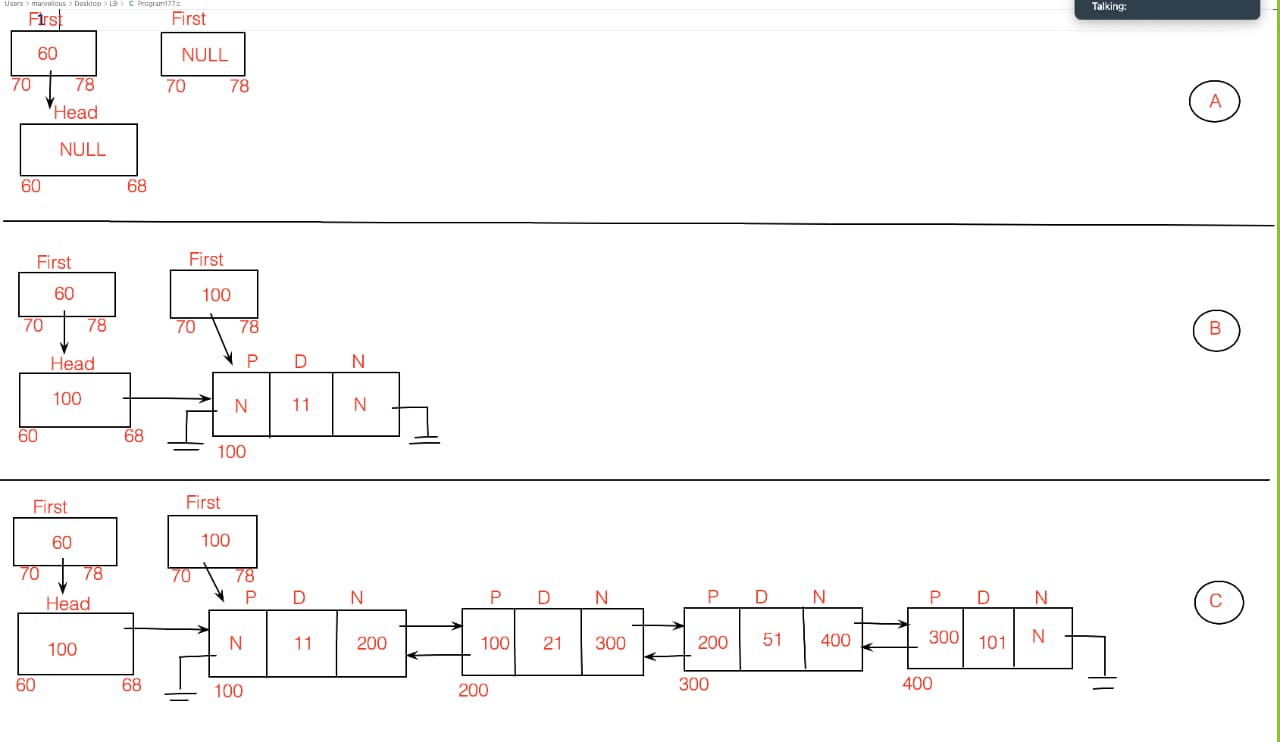 Users > marvellous > Desktop > LB > C Program177.c
Talking:
First First
60 NULL
70 78 70 78
A
Head
NULL
60 68
First First
60 100
70 78 70 78
B
Head P D N
100 N 11 N
60 68 100
First First
60 100
70 78 70 78
C
Head P D N P D N P D N P D N
100 N 11 200 100 21 300 200 51 400 300 101 N
60 68 100 200 300 400